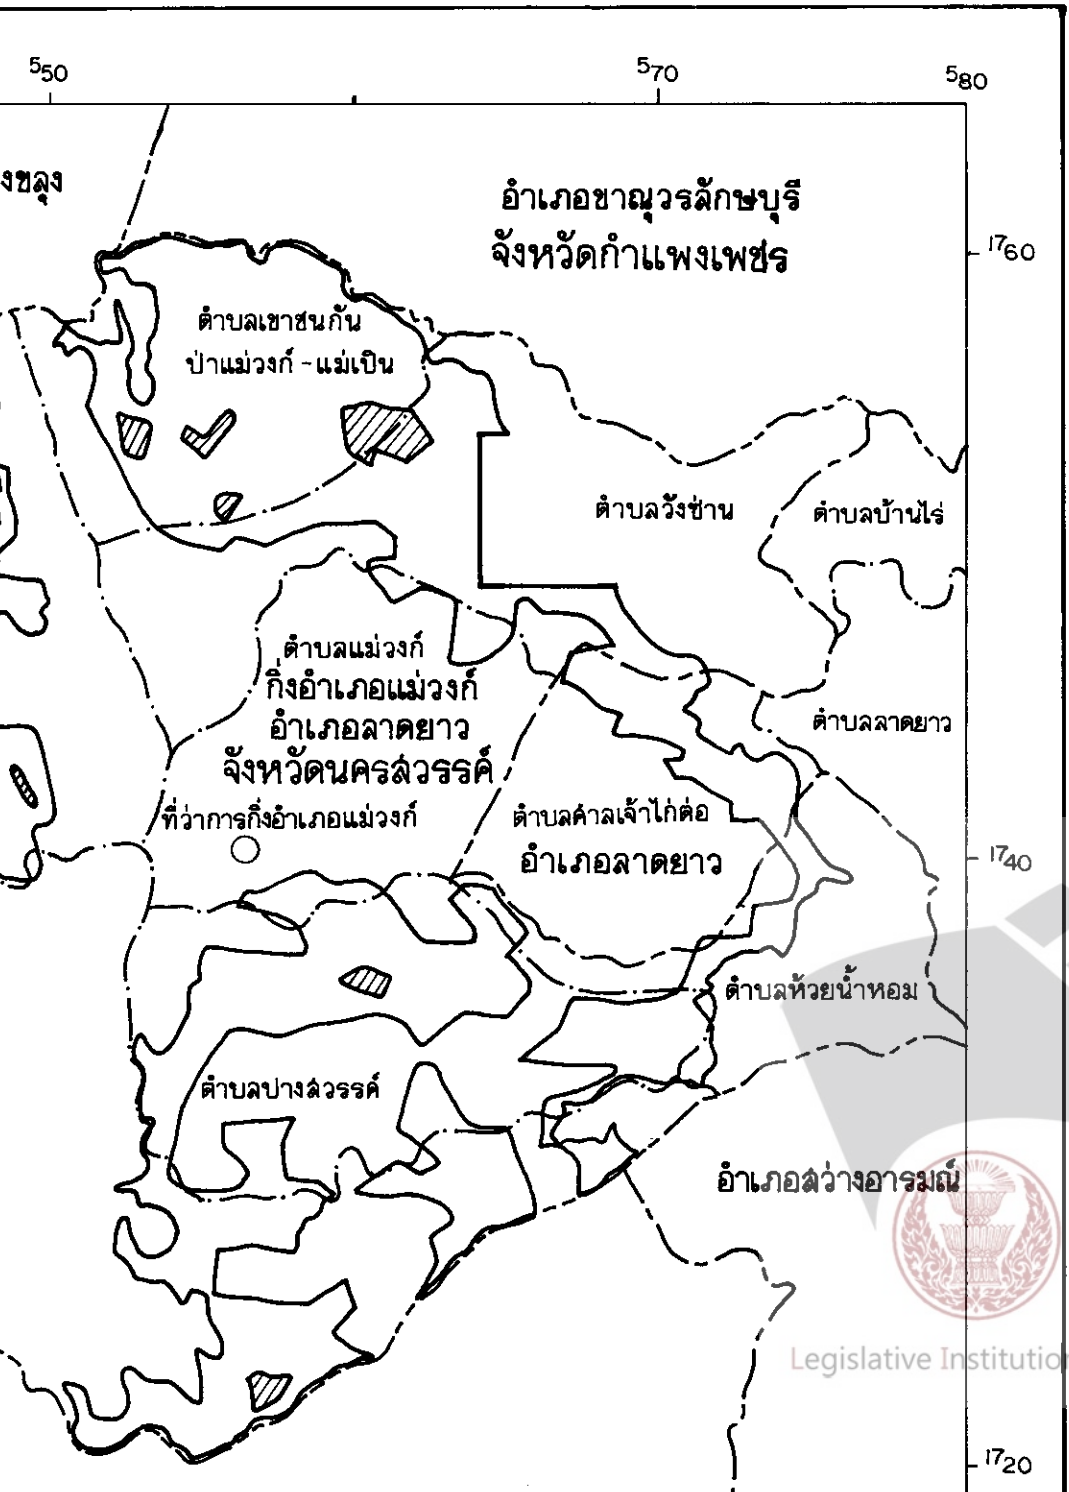 550
570
580
งขลุง
อำเภอขาณุวรลักษบุรี
จังหวัดกำแพงเพชร
1760
ตำบลเขาชนกัน
ป่าแม่วงก์ - แม่เปิน
ตำบลวังซ่าน
ตำบลบ้านไร่
ตำบลแม่วงก์
กิ่งอำเภอแม่วงก์
อำเภอลาดยาว
จังหวัดนครสวรรค์
ตำบลลาดยาว
ที่ว่าการกิ่งอำเภอแม่วงก์
ตำบลศาลเจ้าไก่ต่อ
อำเภอลาดยาว
1740
ตำบลห้วยน้ำหอม
ตำบลปางสวรรค์
อำเภอสว่างอารมณ์
Legislative Institutio
1720